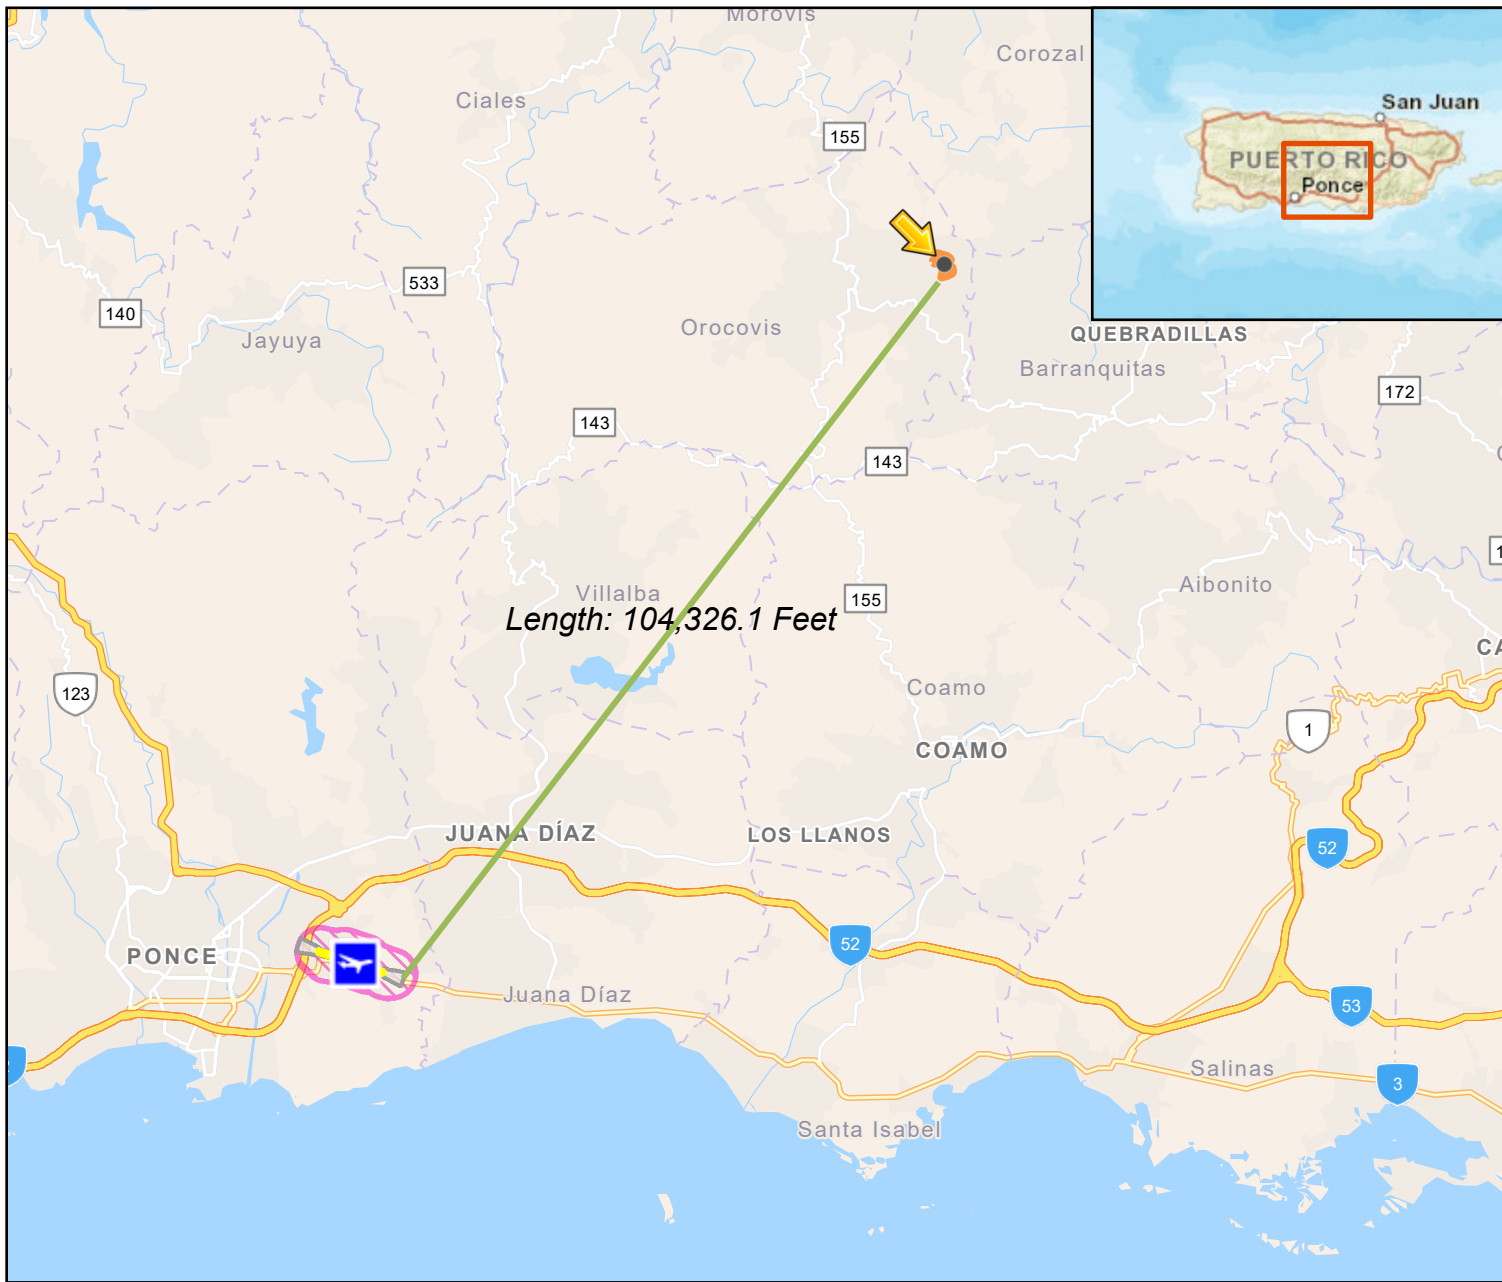 Morovis
Corozal
San Juan
Ciales
155
PUERTO RICO
Ponce
533
140
Orocovis
QUEBRADILLAS
Jayuya
Barranquitas
172
143
143
Villalba
155
Aibonito
Length: 104,326.1 Feet
123
Coamo
1
COAMO
JUANA DÍAZ
LOS LLANOS
52
52
PONCE
Juana Díaz
53
Salinas
3
Santa Isabel